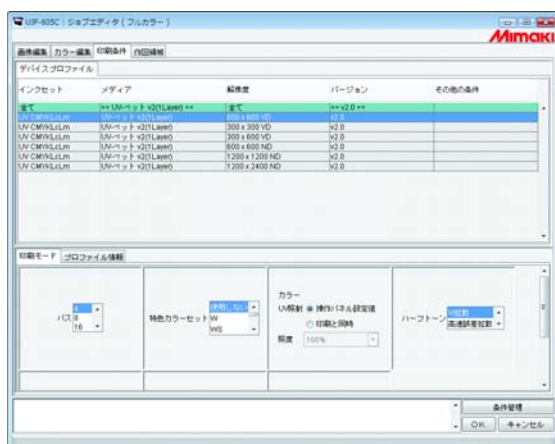 UJF-605C : ジョブエディタ ( フルカラー )
Mimaki
画像編集 カラー編集 印刷条件 作図領域
デバイスプロファイル
インクセット メディア 解像度 バージョン その他の条件
全て ** UV-ペット v2(1Layer) ** 全て ** v2.0 **
UV CMYKLcLm UV-ペット v2(1Layer) 600 x 600 VD v2.0
UV CMYKLcLm UV-ペット v2(1Layer) 300 x 300 VD v2.0
UV CMYKLcLm UV-ペット v2(1Layer) 300 x 600 VD v2.0
UV CMYKLcLm UV-ペット v2(1Layer) 600 x 600 ND v2.0
UV CMYKLcLm UV-ペット v2(1Layer) 1200 x 1200 ND v2.0
UV CMYKLcLm UV-ペット v2(1Layer) 1200 x 2400 ND v2.0
印刷モード プロファイル情報
パス 4
8
16
特色カラーセット 使用しない
W
WS
カラー
UV照射 操作パネル設定値
印刷と同時
照度 100%
ハーフトーン VD拡散
高速誤差拡散
条件管理
OK キャンセル